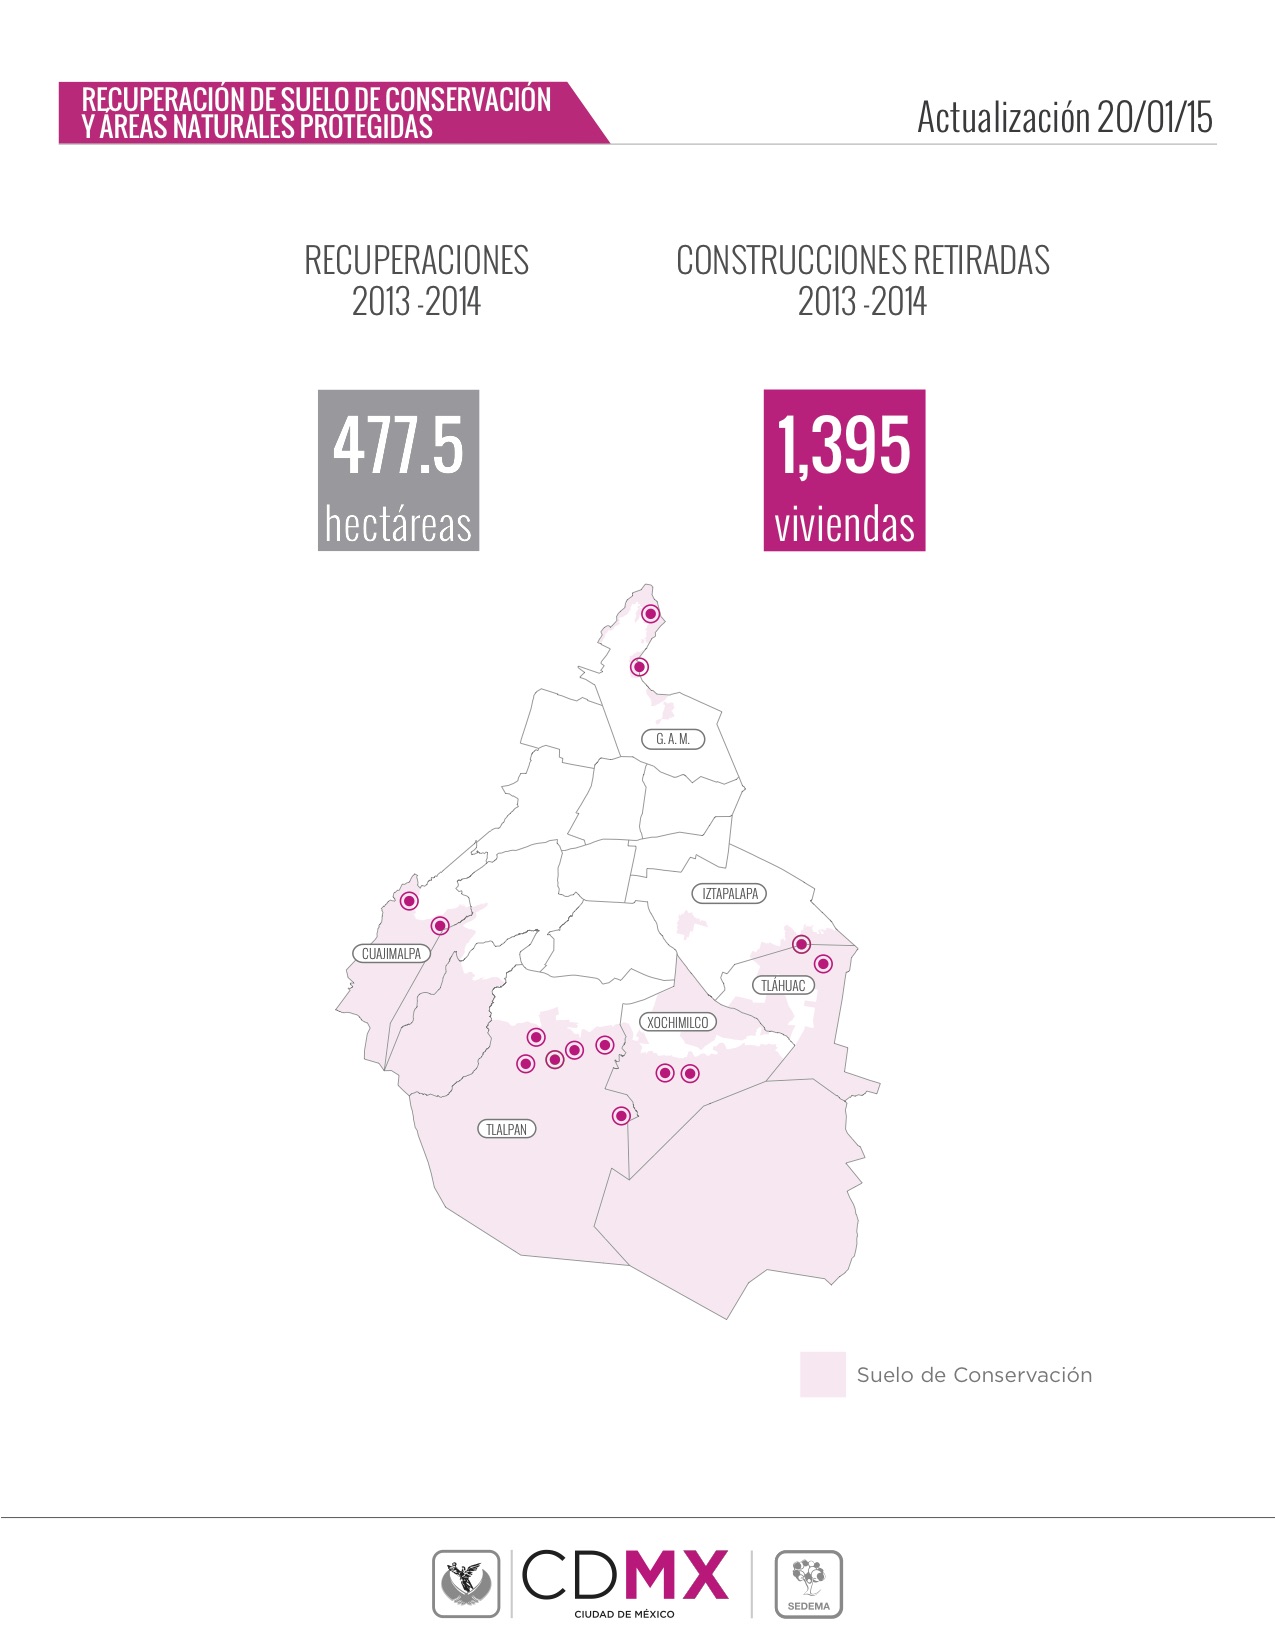 RECUPERACIÓN DE SUELO DE CONSERVACIÓN
Y ÁREAS NATURALES PROTEGIDAS
Actualización 20/01/15
RECUPERACIONES
2013 -2014
CONSTRUCCIONES RETIRADAS
2013 -2014
477.5
hectáreas
1,395
viviendas
G. A. M.
IZTAPALAPA
CUAJIMALPA
TLÁHUAC
XOCHIMILCO
TLALPAN
Suelo de Conservación
CDMX
CIUDAD DE MÉXICO
SEDEMA